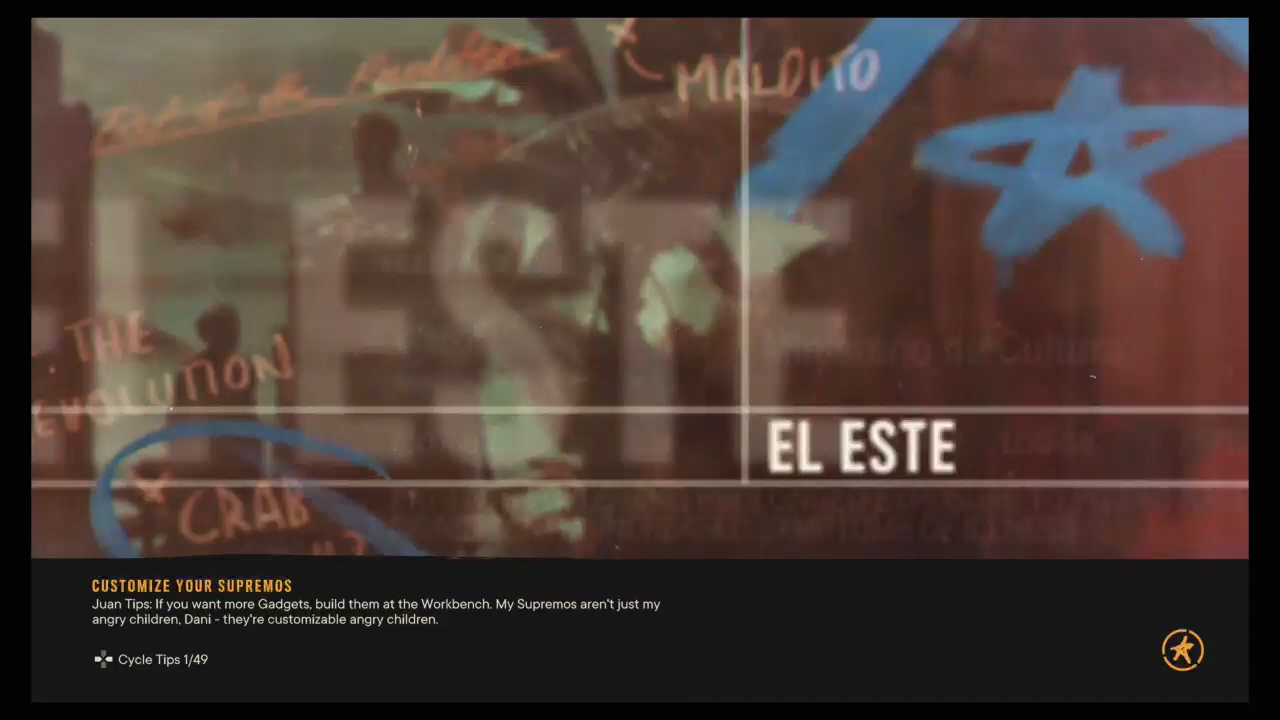 MALDITO
EL ESTE
THE
EVOLUTION
EL ESTE
CRAB
CUSTOMIZE YOUR SUPREMOS
Juan Tips: If you want more Gadgets, build them at the Workbench. My Supremos aren't just my
angry children, Dani - they're customizable angry children.
Cycle Tips 1/49